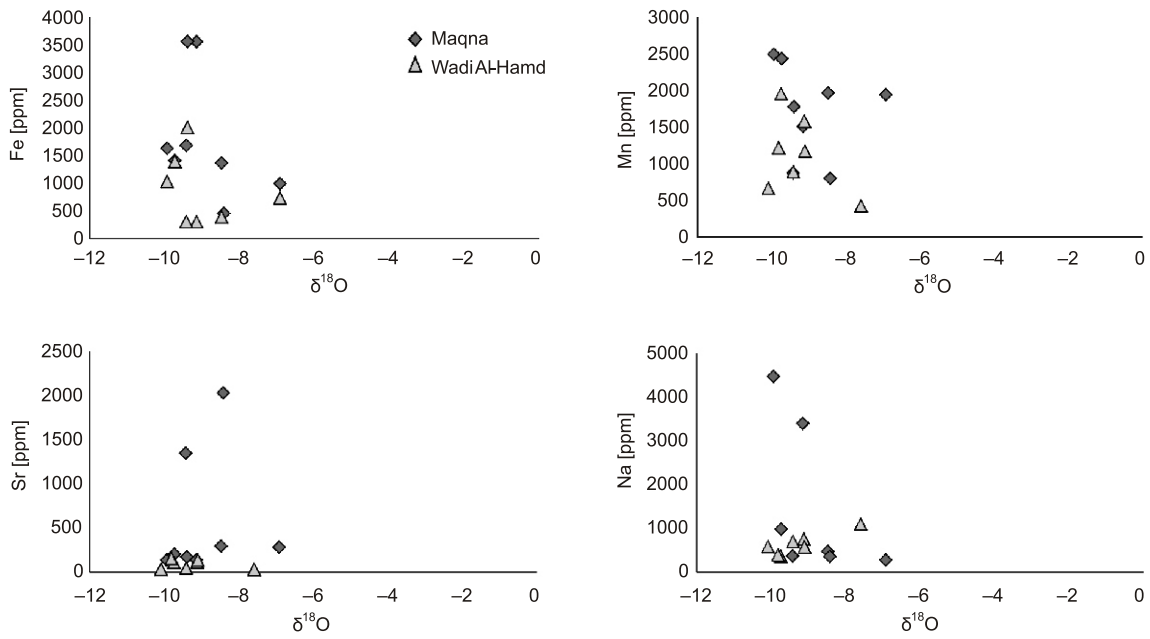 4000
3500
3000
2500
2000
1500
1000
500
0
Fe [ppm]
–12 –10 –8 –6 –4 –2 0
δ18O
Maqna
Wadi Al-Hamd
3000
2500
2000
1500
1000
500
0
Mn [ppm]
–12 –10 –8 –6 –4 –2 0
δ18O
2500
2000
1500
1000
500
0
Sr [ppm]
–12 –10 –8 –6 –4 –2 0
δ18O
5000
4000
3000
2000
1000
0
Na [ppm]
–12 –10 –8 –6 –4 –2 0
δ18O